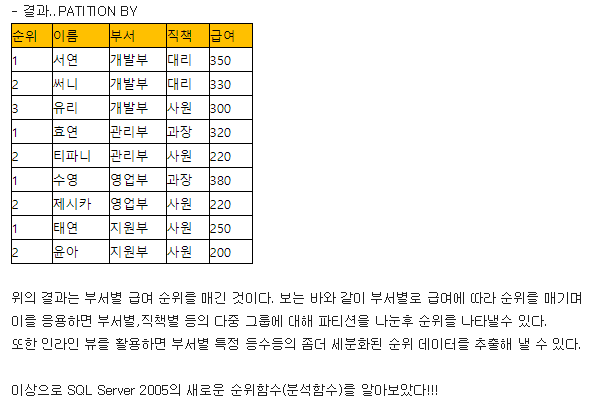 - 결과..PATITION BY
순위 이름 부서 직책 급여
1 서연 개발부 대리 350
2 써니 개발부 대리 330
3 유리 개발부 사원 300
1 효연 관리부 과장 320
2 티파니 관리부 사원 220
1 수영 영업부 과장 380
2 제시카 영업부 사원 220
1 태연 지원부 사원 250
2 윤아 지원부 사원 200
위의 결과는 부서별 급여 순위를 매긴 것이다. 보는 바와 같이 부서별로 급여에 따라 순위를 매기며
이를 응용하면 부서별,직책별 등의 다중 그룹에 대해 파티션을 나눈후 순위를 나타낼수 있다.
또한 인라인 뷰를 활용하면 부서별 특정 등수등의 좀더 세분화된 순위 데이터를 추출해 낼 수 있다.
이상으로 SQL Server 2005의 새로운 순위함수(분석함수)를 알아보았다!!!